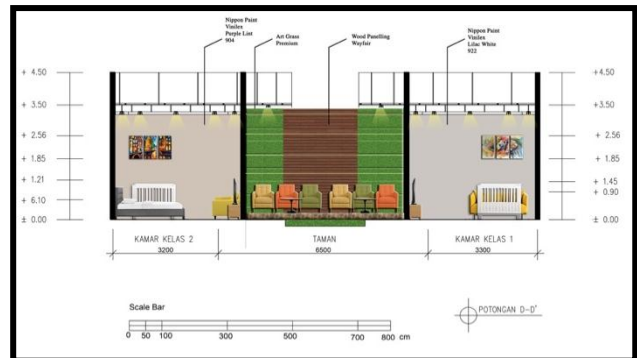 Nippon Paint
Vinilex
Purple List
904
Art Grass
Premium
Wood Panelling
Wayfair
Nippon Paint
Vinilex
Lilac White
922
+ 4.50
+ 3.50
+ 2.56
+ 1.85
+ 1.21
+ 6.10
± 0.00
+ 4.50
+ 3.50
+ 2.56
+ 1.85
+ 1.45
+ 0.90
± 0.00
KAMAR KELAS 2
TAMAN
KAMAR KELAS 1
3200
6500
3300
Scale Bar
0 50 100 300 500 700 800 cm
POTONGAN D-D'